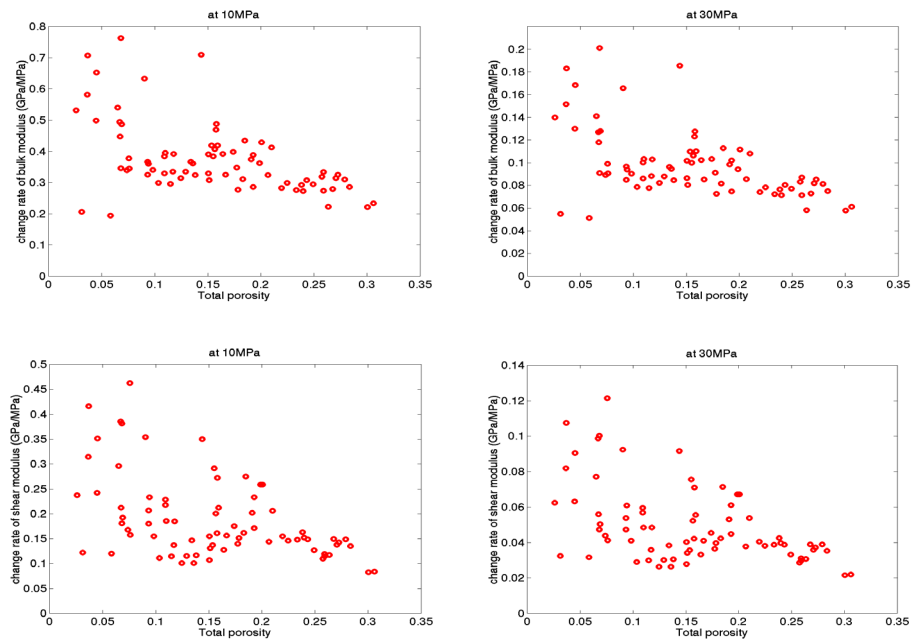 at 10MPa
change rate of bulk modulus (GPa/MPa)
0.8
0.7
0.6
0.5
0.4
0.3
0.2
0.1
0
0 0.05 0.1 0.15 0.2 0.25 0.3 0.35
Total porosity
at 30MPa
change rate of bulk modulus (GPa/MPa)
0.2
0.18
0.16
0.14
0.12
0.1
0.08
0.06
0.04
0.02
0
0 0.05 0.1 0.15 0.2 0.25 0.3 0.35
Total porosity
at 10MPa
change rate of shear modulus (GPa/MPa)
0.5
0.45
0.4
0.35
0.3
0.25
0.2
0.15
0.1
0.05
0
0 0.05 0.1 0.15 0.2 0.25 0.3 0.35
Total porosity
at 30MPa
change rate of shear modulus (GPa/MPa)
0.14
0.12
0.1
0.08
0.06
0.04
0.02
0
0 0.05 0.1 0.15 0.2 0.25 0.3 0.35
Total porosity